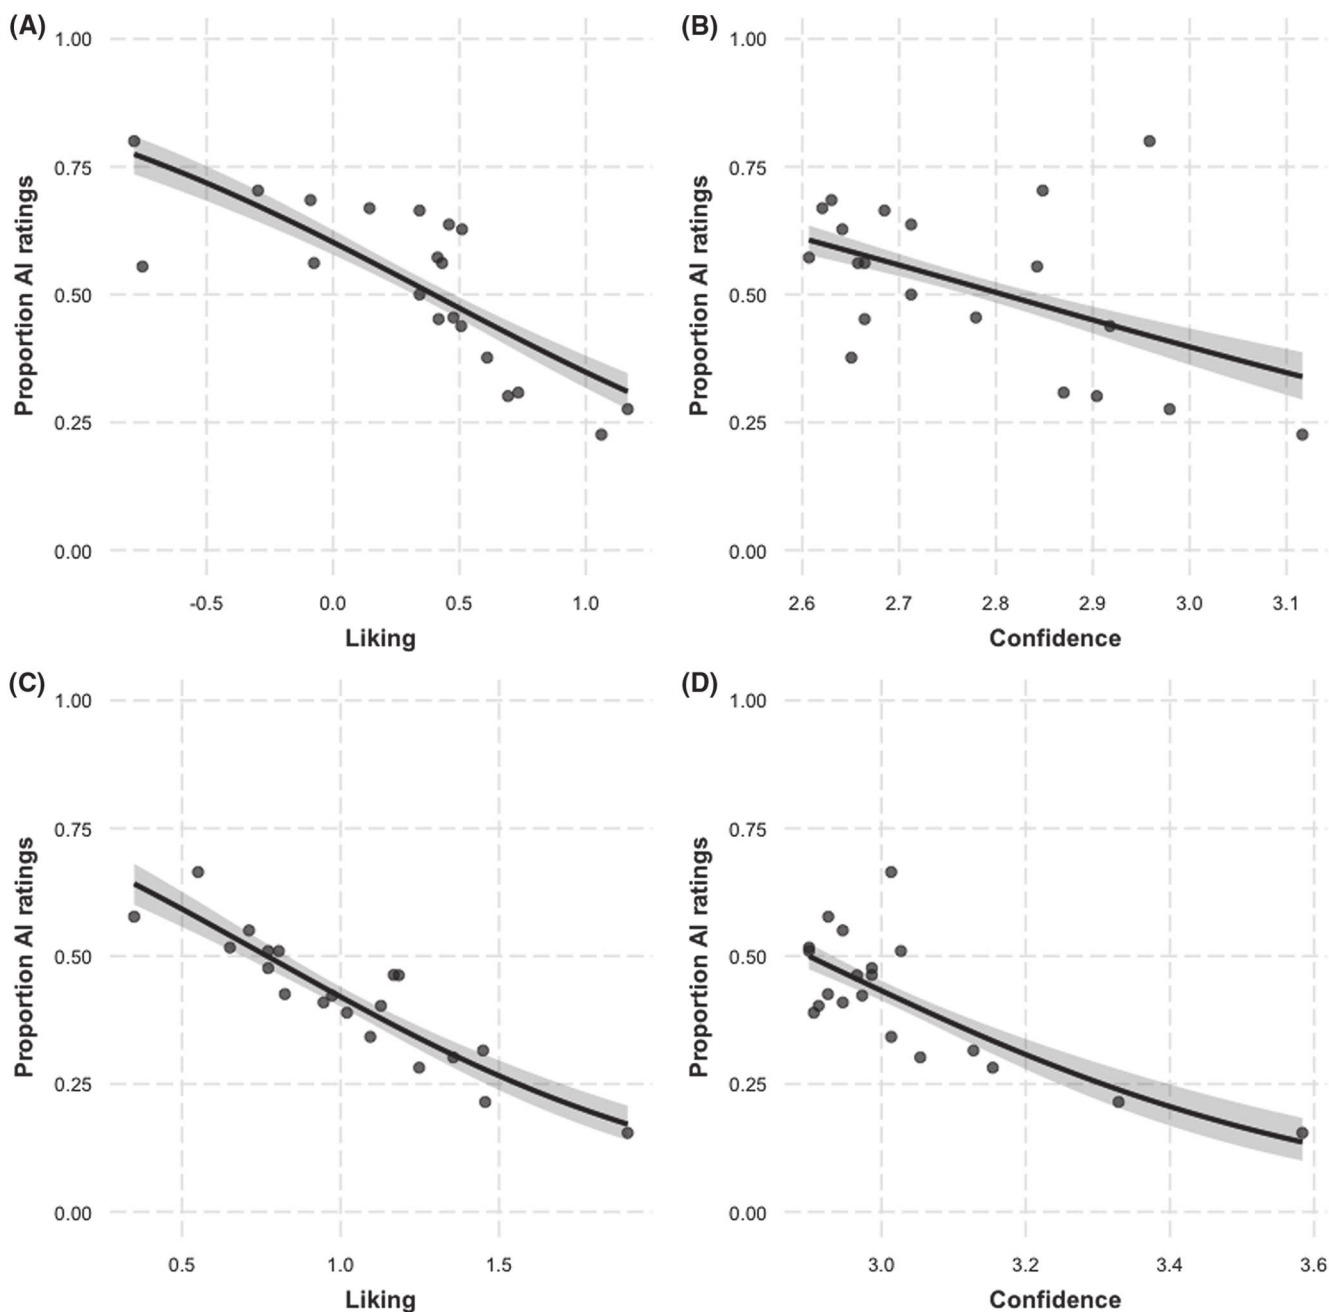 (A)
1.00
0.75
0.50
0.25
0.00
Proportion AI ratings
-0.5 0.0 0.5 1.0
Liking
(B)
1.00
0.75
0.50
0.25
0.00
Proportion AI ratings
2.6 2.7 2.8 2.9 3.0 3.1
Confidence
(C)
1.00
0.75
0.50
0.25
0.00
Proportion AI ratings
0.5 1.0 1.5
Liking
(D)
1.00
0.75
0.50
0.25
0.00
Proportion AI ratings
3.0 3.2 3.4 3.6
Confidence